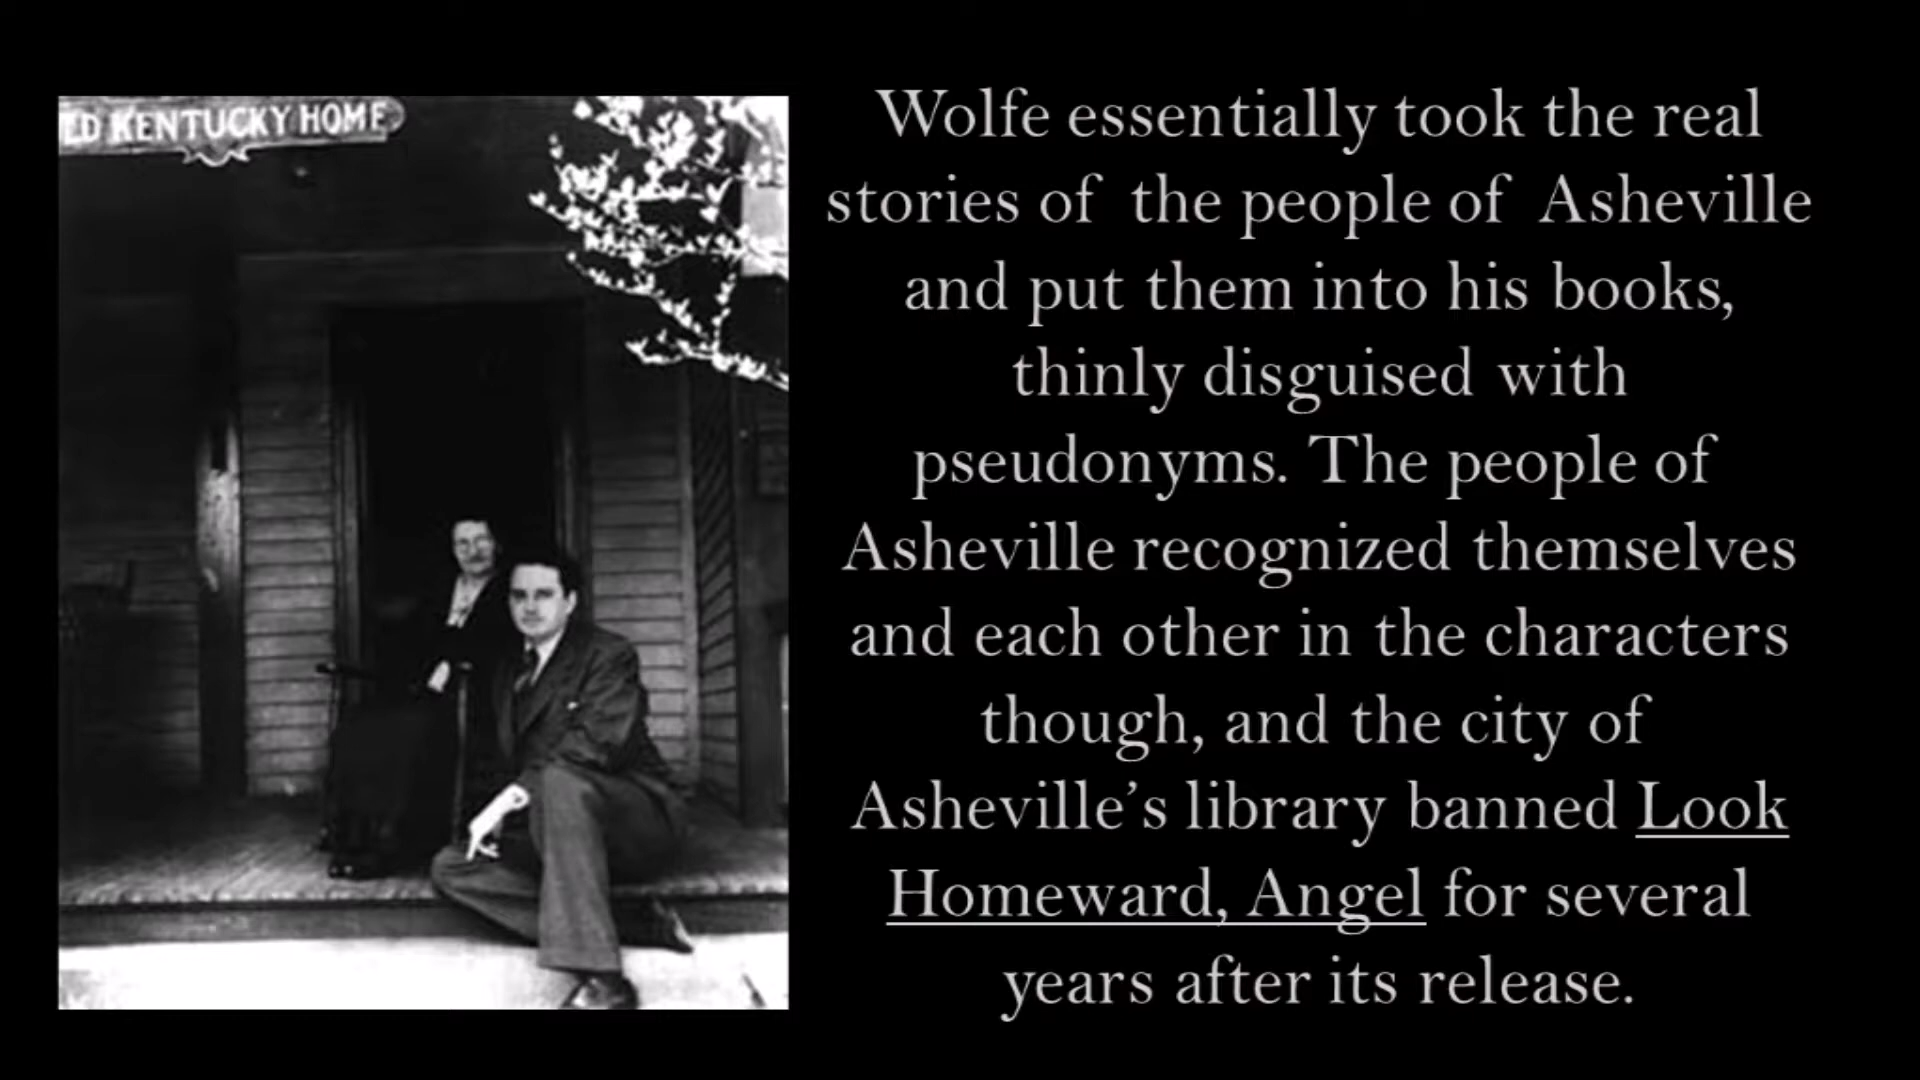 LD KENTUCKY HOME
Wolfe essentially took the real
stories of the people of Asheville
and put them into his books,
thinly disguised with
pseudonyms. The people of
Asheville recognized themselves
and each other in the characters
though, and the city of
Asheville’s library banned Look
Homeward, Angel for several
years after its release.